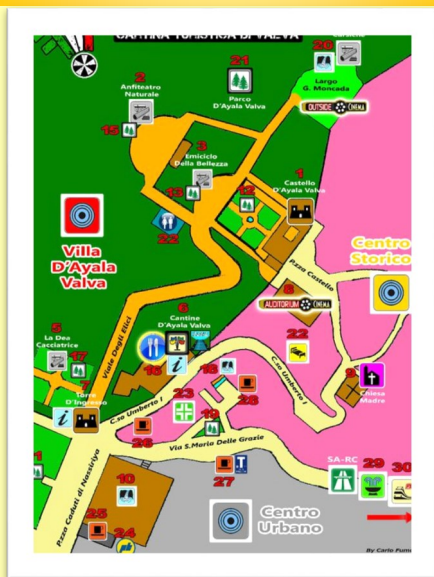 CARTINA TURISTICA DI VALVA
20
21
2
Anfiteatro
Naturale
Parco
D'Ayala Valva
Largo
G. Moncada
OUTSIDE CINEMA
15
3
Emiciclo
Della Bellezza
13
12
1
Castello
D'Ayala Valva
22
Villa
D'Ayala
Valva
P.zza Castello
Centro
Storico
8
AUDITORIUM CINEMA
6
Cantine
D'Ayala Valva
5
La Dea
Cacciatrice
17
Viale Degli Elici
16
22
C.so Umberto I
9
Chiesa
Madre
7
Torre
D'Ingresso
i
i
18
23
28
C.so Umberto I
19
26
Via S.Maria Delle Grazie
27
T
SA-RC
29
30
10
P.zza Caduti di Nassiriya
25
24
Centro
Urbano
By Carlo Fum